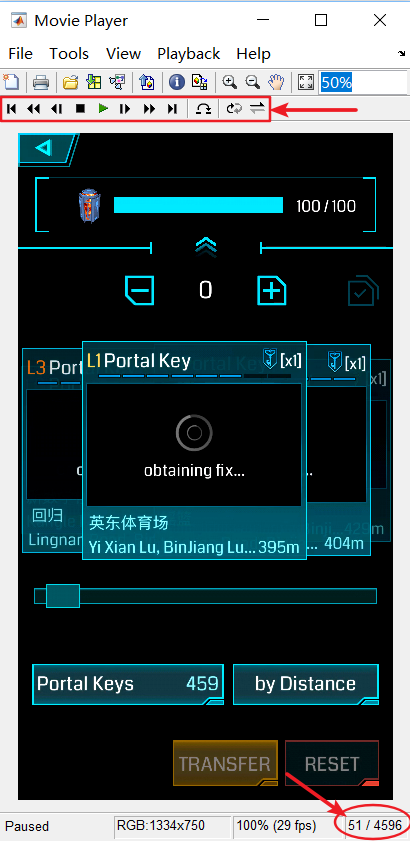 Movie Player
File Tools View Playback Help
50%
100/100
0
L3 Port
L1 Portal Key [x1]
[x1]
x1]
obtaining fix...
回归
Lingnan
英东体育场
Yi Xian Lu, BinJiang Lu... 395m
... 404m
429m
Portal Keys 459
by Distance
TRANSFER
RESET
Paused
RGB:1334x750
100% (29 fps)
51 / 4596